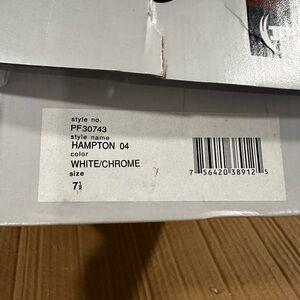 style no.
PF30743
style name
HAMPTON 04
color
WHITE/CHROME
size
7½
7 56420 38912 5